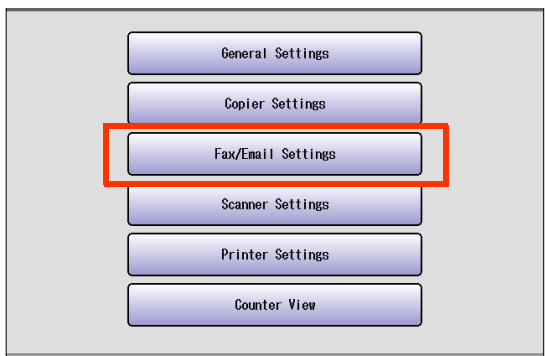 General Settings
Copier Settings
Fax/Email Settings
Scanner Settings
Printer Settings
Counter View